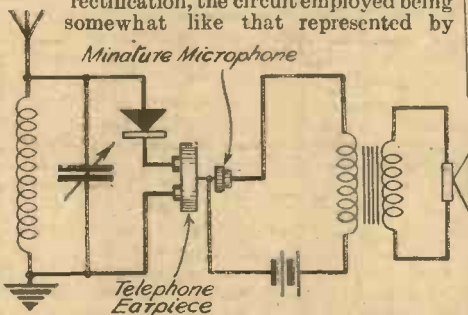 rectification, the circuit employed being
somewhat like that represented by
Minature Microphone
Telephone
Earpiece